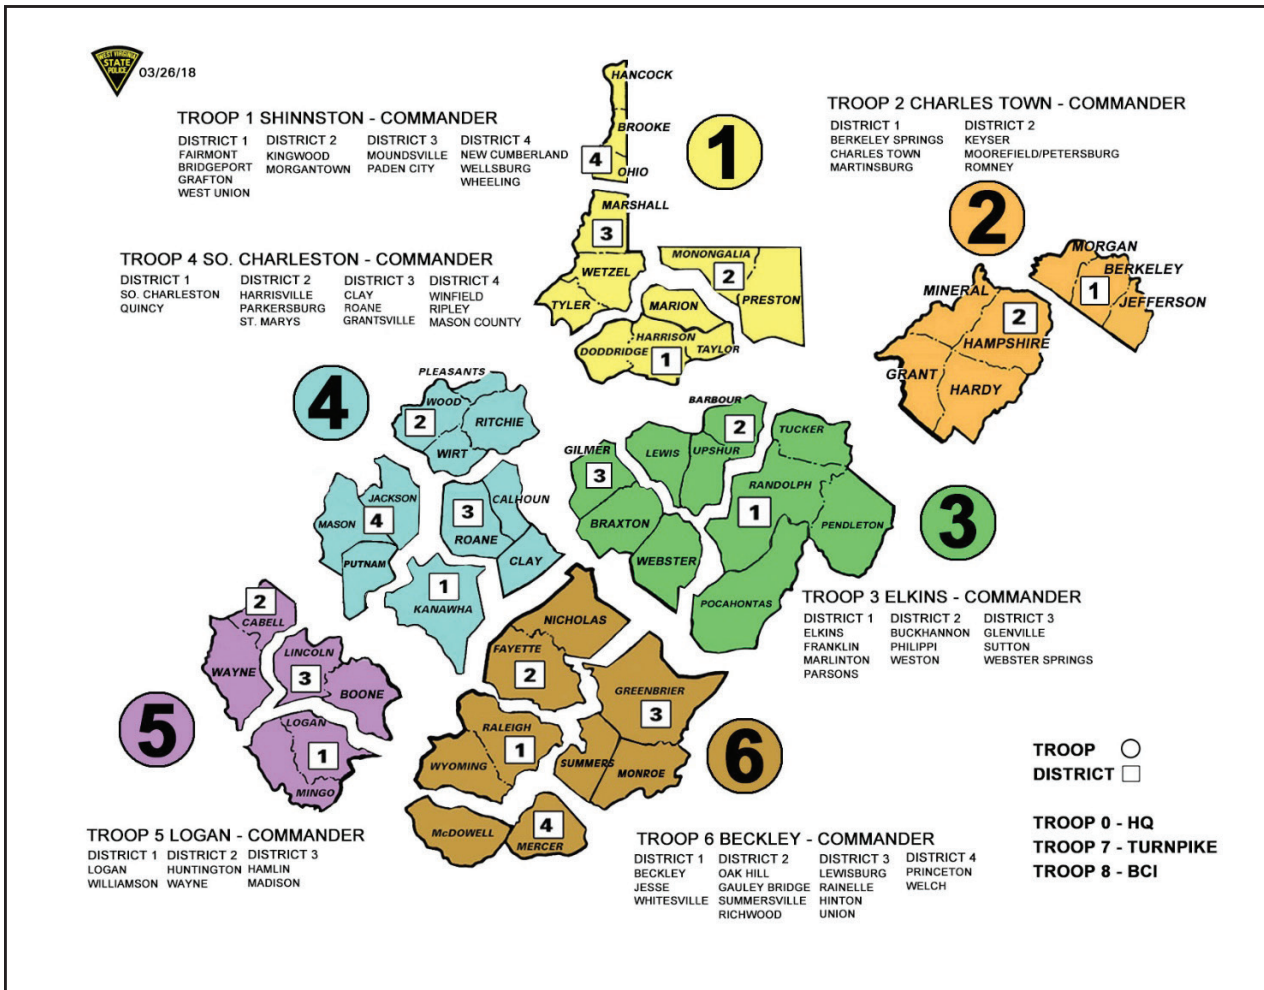 WEST VIRGINIA
STATE
POLICE
03/26/18
TROOP 1 SHINNSTON - COMMANDER
DISTRICT 1 DISTRICT 2 DISTRICT 3 DISTRICT 4
FAIRMONT KINGWOOD MOUNDSVILLE NEW CUMBERLAND
BRIDGEPORT MORGANTOWN PADEN CITY WELLSBURG
GRAFTON WHEELING
WEST UNION
HANCOCK
BROOKE
4
OHIO
1
MARSHALL
3
WETZEL
TYLER
MONONGALIA
2
PRESTON
MARION
HARRISON
DODDRIDGE
TAYLOR
1
TROOP 2 CHARLES TOWN - COMMANDER
DISTRICT 1 DISTRICT 2
BERKELEY SPRINGS KEYSER
CHARLES TOWN MOOREFIELD/PETERSBURG
MARTINSBURG ROMNEY
2
MORGAN
BERKELEY
1
JEFFERSON
MINERAL
2
HAMPSHIRE
GRANT
HARDY
TROOP 4 SO. CHARLESTON - COMMANDER
DISTRICT 1 DISTRICT 2 DISTRICT 3 DISTRICT 4
SO. CHARLESTON HARRISVILLE CLAY WINFIELD
QUINCY PARKERSBURG ROANE RIPLEY
ST. MARYS GRANTSVILLE MASON COUNTY
4
PLEASANTS
WOOD
2
RITCHIE
WIRT
JACKSON
MASON
4
PUTNAM
CALHOUN
3
ROANE
CLAY
1
KANAWHA
BARBOUR
2
TUCKER
GILMER
LEWIS
UPSHUR
3
RANDOLPH
1
BRAXTON
PENDLETON
WEBSTER
POCAHONTAS
3
TROOP 3 ELKINS - COMMANDER
DISTRICT 1 DISTRICT 2 DISTRICT 3
ELKINS BUCKHANNON GLENVILLE
FRANKLIN PHILIPPI SUTTON
MARLINTON WESTON WEBSTER SPRINGS
PARSONS
2
CABELL
LINCOLN
WAYNE
3
BOONE
LOGAN
1
MINGO
5
TROOP 5 LOGAN - COMMANDER
DISTRICT 1 DISTRICT 2 DISTRICT 3
LOGAN HUNTINGTON HAMLIN
WILLIAMSON WAYNE MADISON
NICHOLAS
FAYETTE
2
GREENBRIER
3
RALEIGH
1
WYOMING
SUMMERS
MONROE
McDOWELL
4
MERCER
6
TROOP 6 BECKLEY - COMMANDER
DISTRICT 1 DISTRICT 2 DISTRICT 3 DISTRICT 4
BECKLEY OAK HILL LEWISBURG PRINCETON
JESSE GAULEY BRIDGE RAINELLE WELCH
WHITESVILLE SUMMERSVILLE HINTON
RICHWOOD UNION
TROOP
DISTRICT
TROOP 0 - HQ
TROOP 7 - TURNPIKE
TROOP 8 - BCI